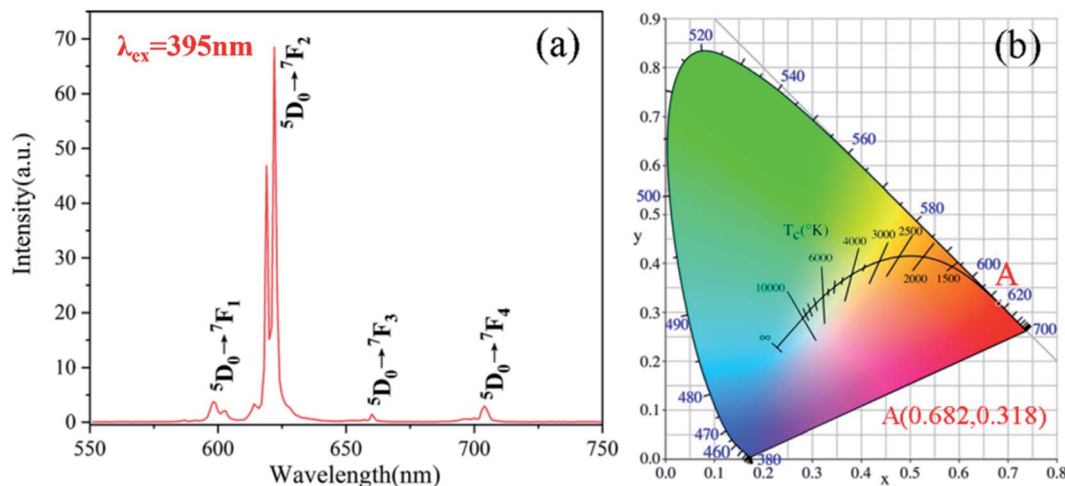 (a)
λex=395nm
⁵D₀→⁷F₁
⁵D₀→⁷F₂
⁵D₀→⁷F₃
⁵D₀→⁷F₄
70
60
50
40
30
20
10
0
Intensity(a.u.)
550 600 650 700 750
Wavelength(nm)
(b)
0.9
0.8
0.7
0.6
0.5
y
0.4
0.3
0.2
0.1
0.0
0.0 0.1 0.2 0.3 0.4 0.5 0.6 0.7 0.8
x
520
540
560
580
600
620
700
500
490
480
470
460
380
Tc(°K)
∞
10000
6000
4000
3000
2500
2000
1500
A
A(0.682,0.318)